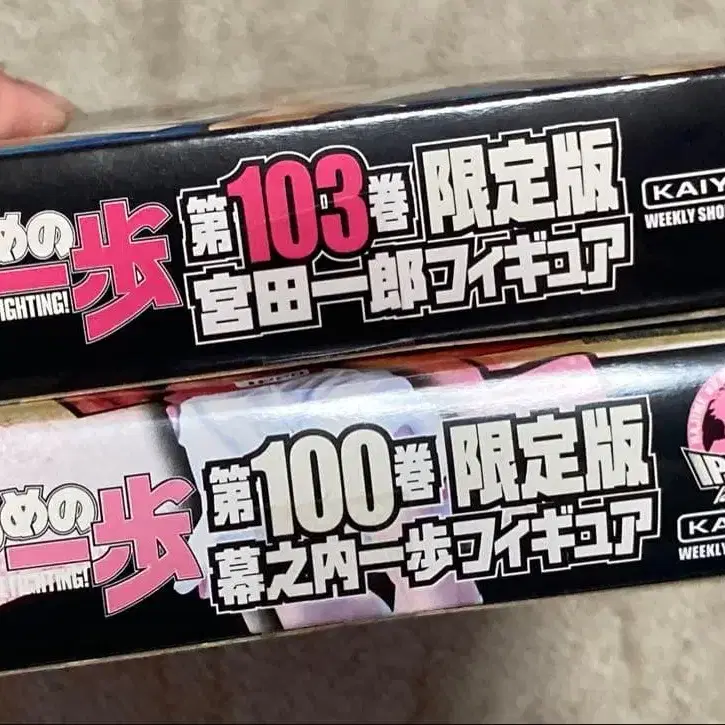 めの
一歩
FIGHTING!
第103巻 限定版
宮田一郎フィギュア
KAIY
WEEKLY SHO
めの
一歩
FIGHTING!
第100巻 限定版
幕之内一歩フィギュア
KA
WEEKLY